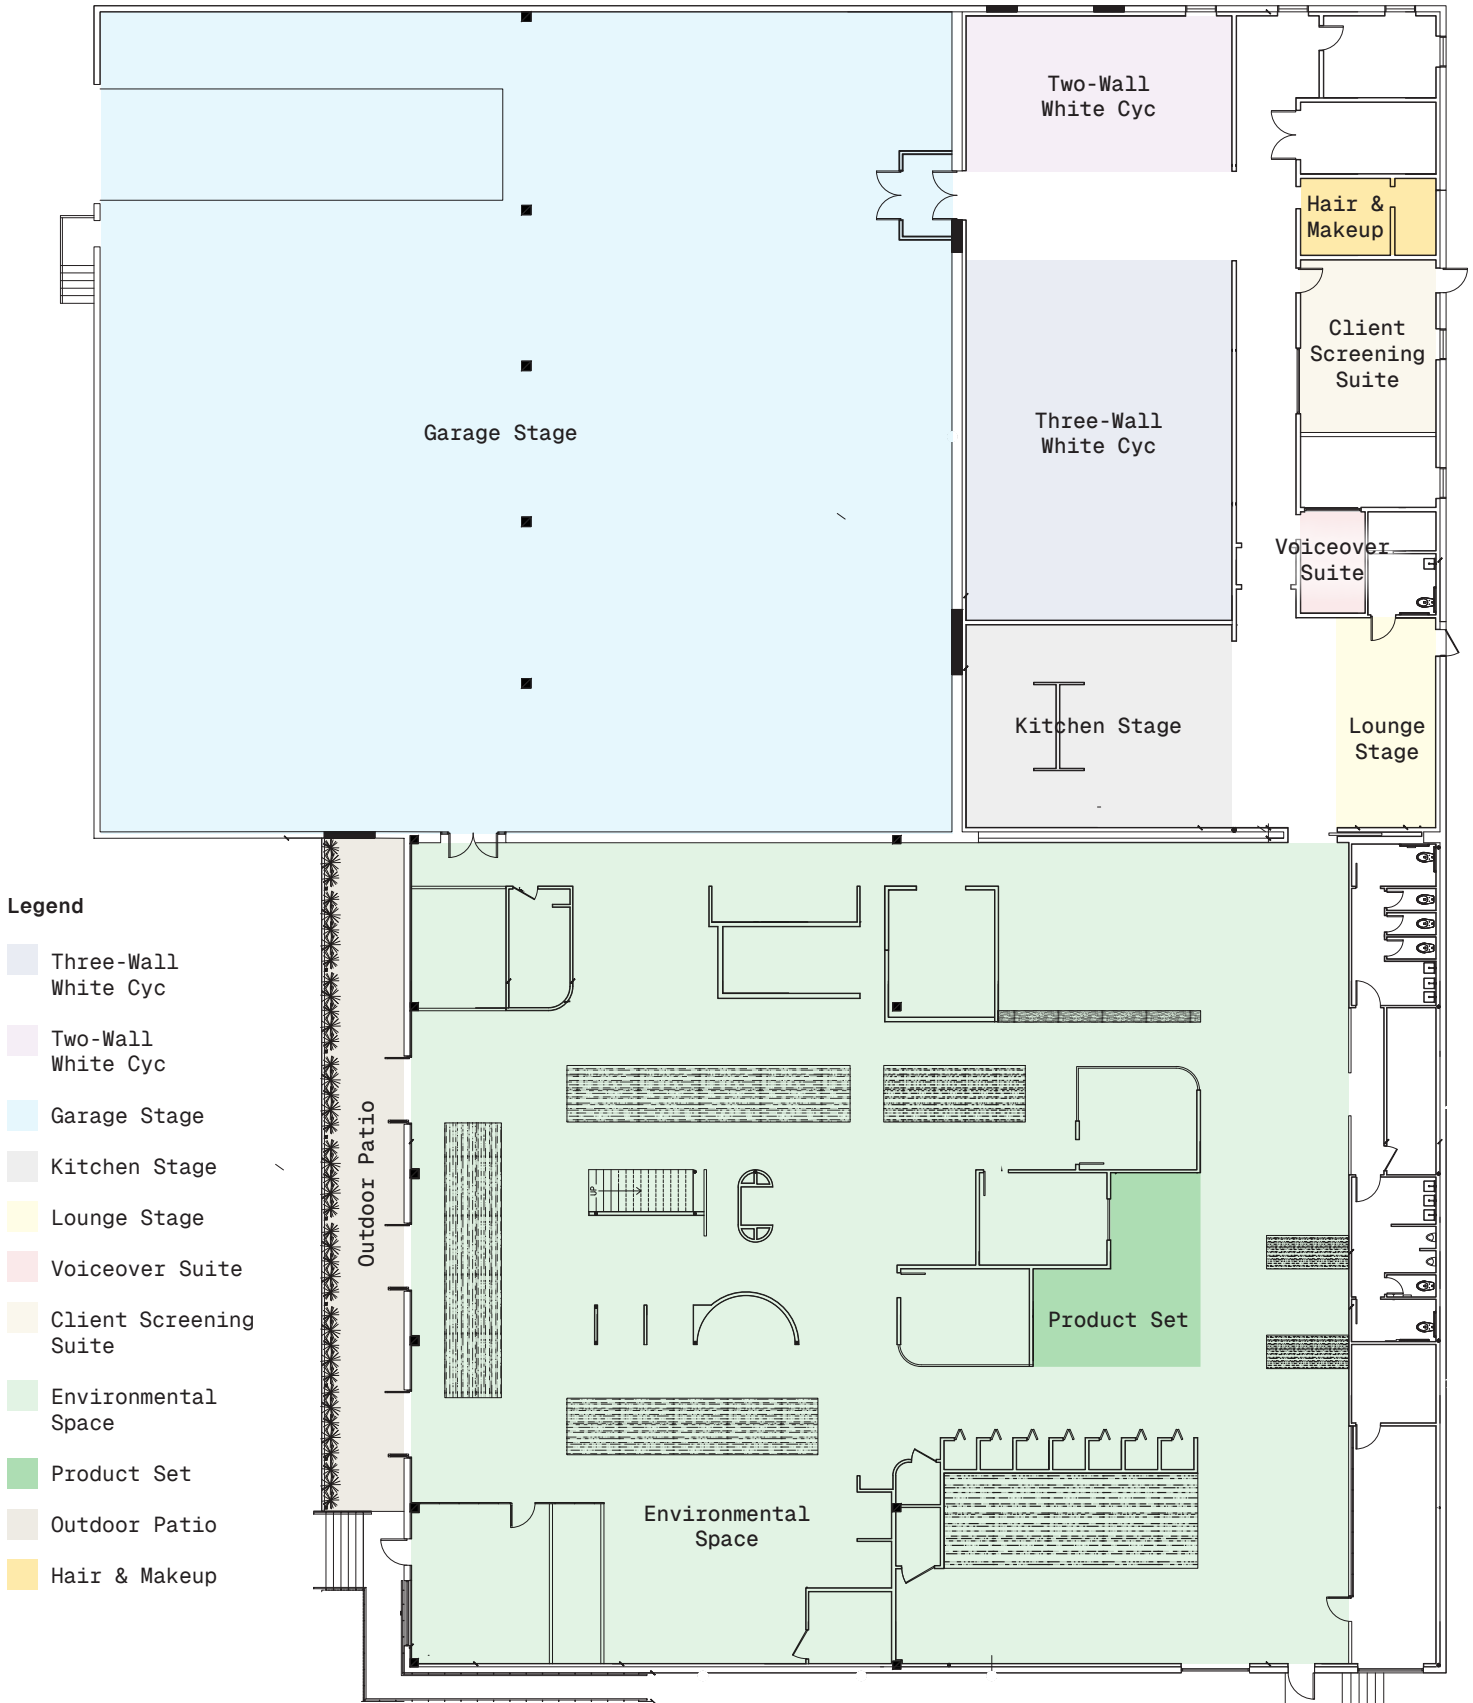 Two-Wall
White Cyc
Hair &
Makeup
Client
Screening
Suite
Garage Stage
Three-Wall
White Cyc
Voiceover
Suite
Kitchen Stage
Lounge
Stage
Outdoor Patio
UP
Product Set
Environmental
Space
Legend
Three-Wall
White Cyc
Two-Wall
White Cyc
Garage Stage
Kitchen Stage
Lounge Stage
Voiceover Suite
Client Screening
Suite
Environmental
Space
Product Set
Outdoor Patio
Hair & Makeup